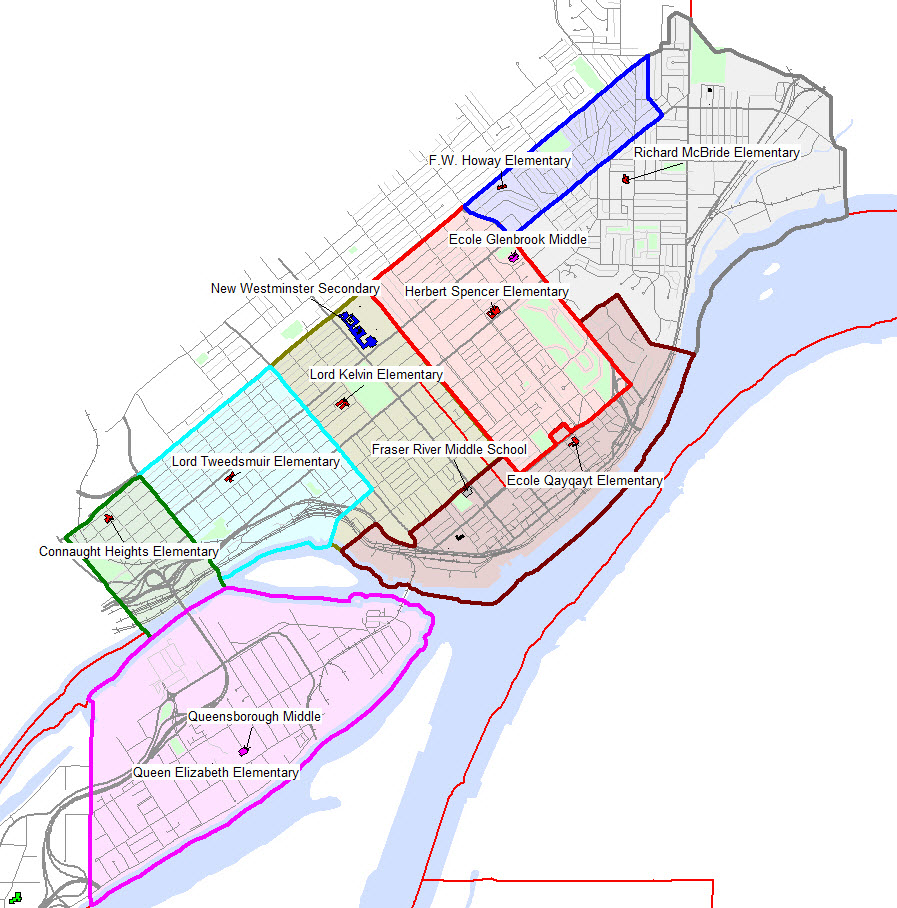 F.W. Howay Elementary
Richard McBride Elementary
Ecole Glenbrook Middle
New Westminster Secondary
Herbert Spencer Elementary
Lord Kelvin Elementary
Fraser River Middle School
Lord Tweedsmuir Elementary
Ecole Qayqayt Elementary
Connaught Heights Elementary
Queensborough Middle
Queen Elizabeth Elementary